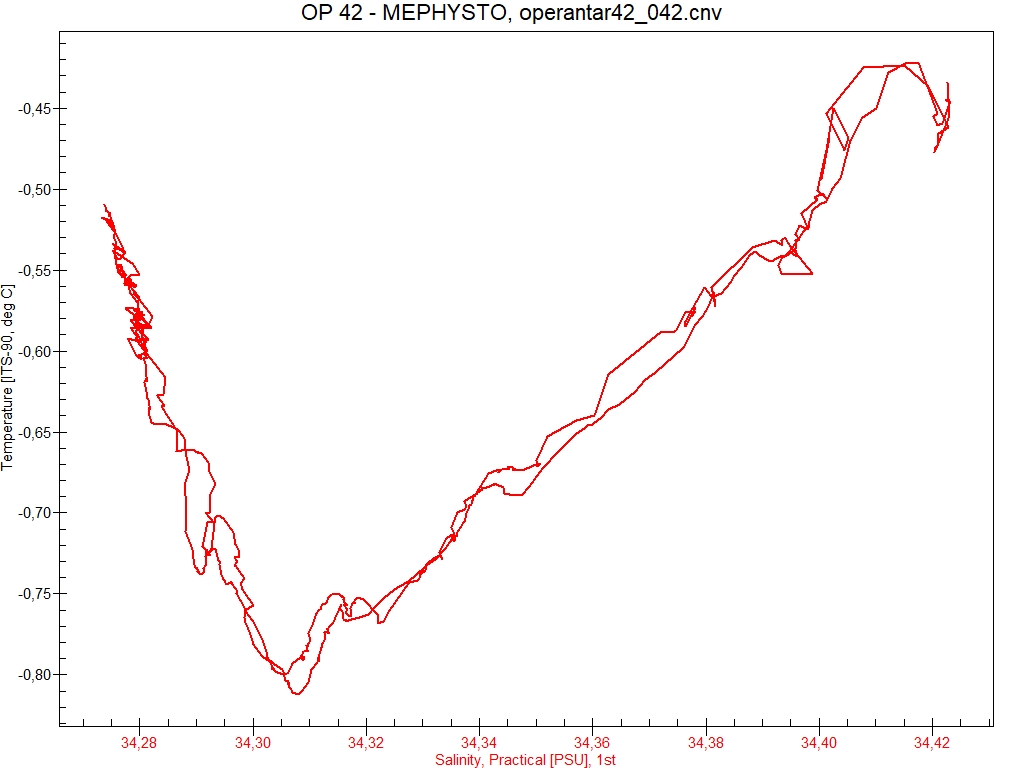 OP 42 - MEPHYSTO, operantar42_042.cnv
-0,45
-0,50
-0,55
-0,60
-0,65
-0,70
-0,75
-0,80
Temperature [ITS-90, deg C]
34,28 34,30 34,32 34,34 34,36 34,38 34,40 34,42
Salinity, Practical [PSU], 1st